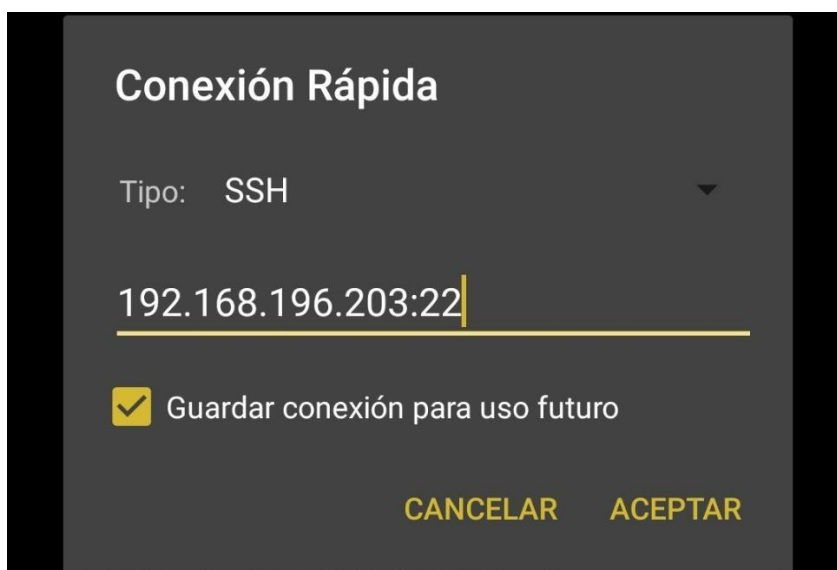 Conexión Rápida
Tipo: SSH
192.168.196.203:22
Guardar conexión para uso futuro
CANCELAR ACEPTAR